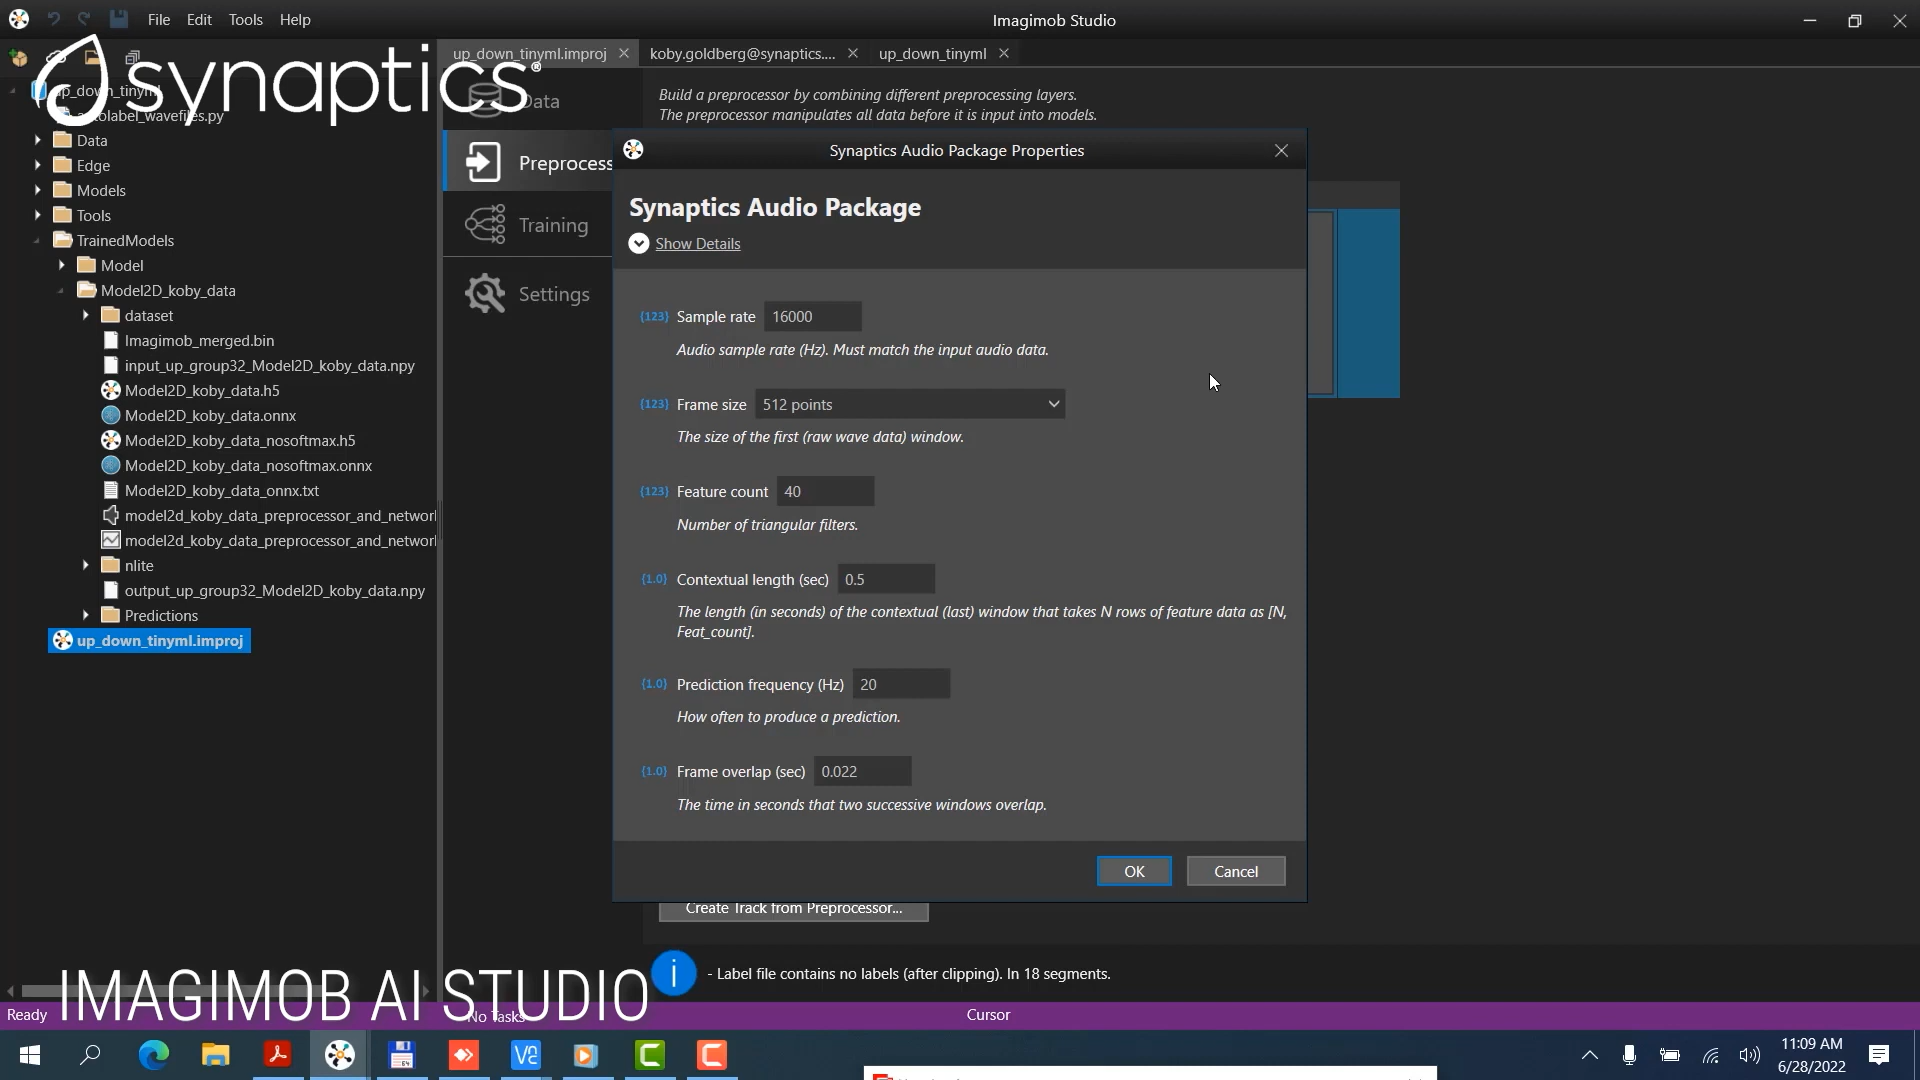 File Edit Tools Help
Imagimob Studio
synaptics®
up_down_tinyml.improj
koby.goldberg@synaptics....
up_down_tinyml
Data
Edge
Models
Tools
TrainedModels
Model
Model2D_koby_data
dataset
Imagimob_merged.bin
input_up_group32_Model2D_koby_data.npy
Model2D_koby_data.h5
Model2D_koby_data.onnx
Model2D_koby_data_nosoftmax.h5
Model2D_koby_data_nosoftmax.onnx
Model2D_koby_data_onnx.txt
model2d_koby_data_preprocessor_and_networ
model2d_koby_data_preprocessor_and_networ
nlite
output_up_group32_Model2D_koby_data.npy
Predictions
up_down_tinyml.improj
Data
Preprocess
Training
Settings
Build a preprocessor by combining different preprocessing layers.
The preprocessor manipulates all data before it is input into models.
Synaptics Audio Package Properties
Synaptics Audio Package
Show Details
{123} Sample rate 16000
Audio sample rate (Hz). Must match the input audio data.
{123} Frame size 512 points
The size of the first (raw wave data) window.
{123} Feature count 40
Number of triangular filters.
{1.0} Contextual length (sec) 0.5
The length (in seconds) of the contextual (last) window that takes N rows of feature data as [N,
Feat_count].
{1.0} Prediction frequency (Hz) 20
How often to produce a prediction.
{1.0} Frame overlap (sec) 0.022
The time in seconds that two successive windows overlap.
OK Cancel
Create Track from Preprocessor...
i - Label file contains no labels (after clipping). In 18 segments.
IMAGIMOB AI STUDIO
Ready
No Tasks
Cursor
11:09 AM
6/28/2022